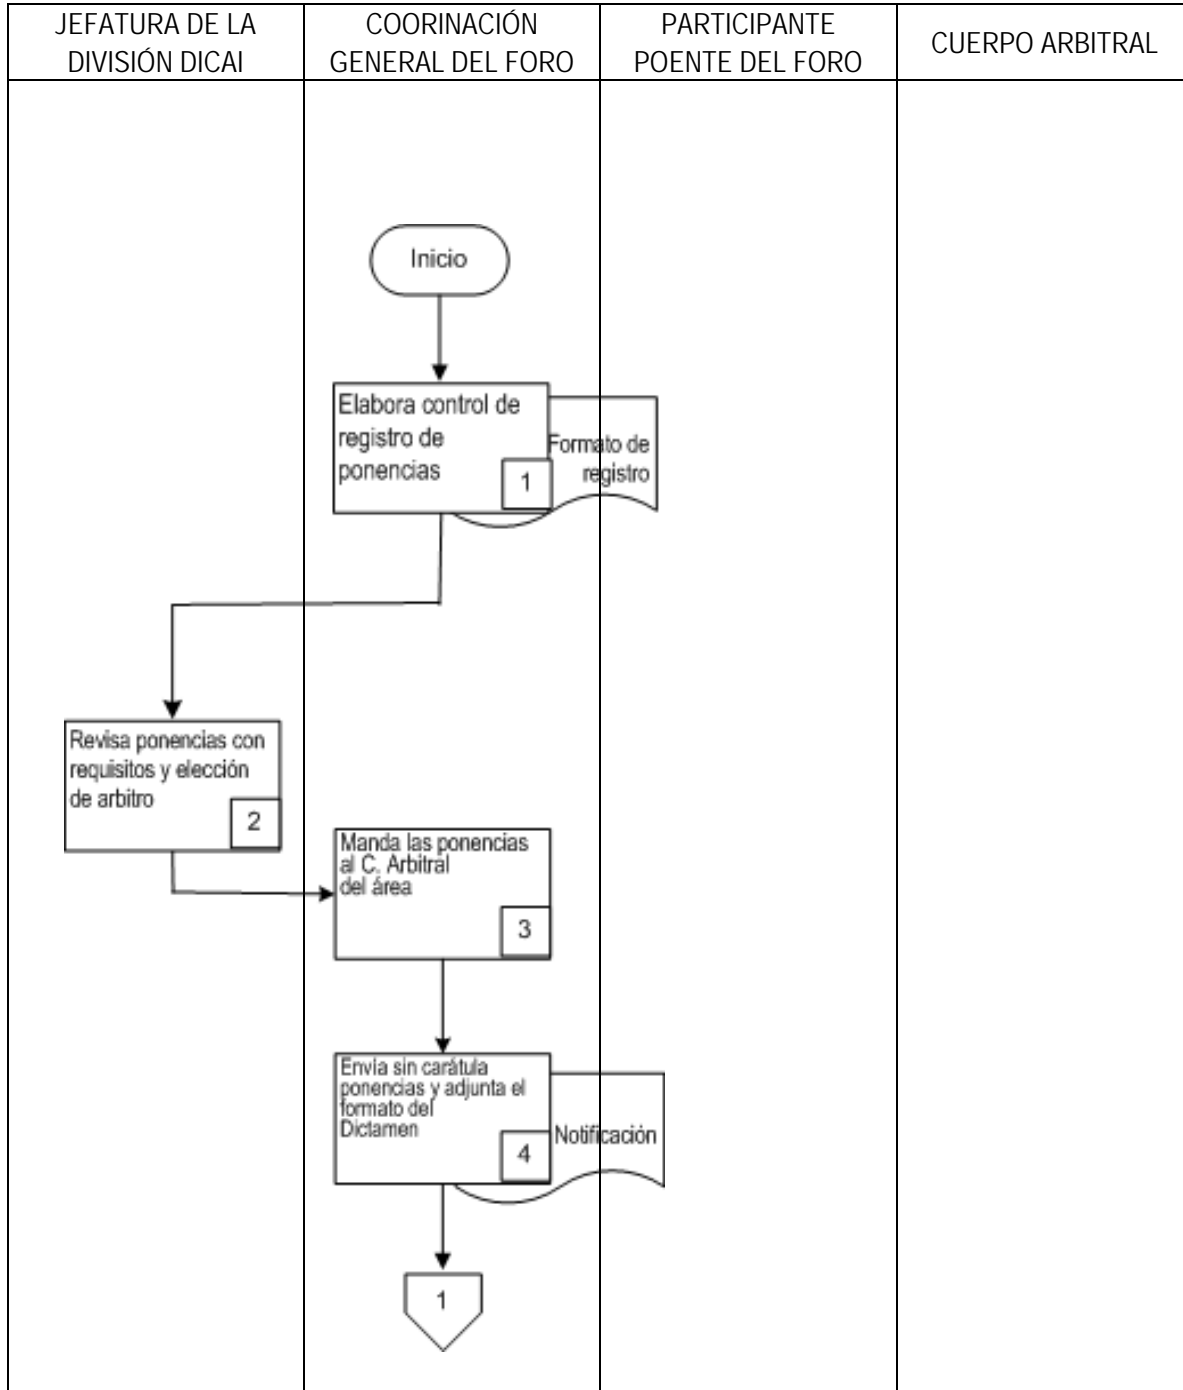 JEFATURA DE LA
DIVISIÓN DICAI
COORINACIÓN
GENERAL DEL FORO
PARTICIPANTE
POENTE DEL FORO
CUERPO ARBITRAL
Inicio
Elabora control de
registro de
ponencias
1
Formato de
registro
Revisa ponencias con
requisitos y elección
de arbitro
2
Manda las ponencias
al C. Arbitral
del área
3
Envía sin carátula
ponencias y adjunta el
formato del
Dictamen
4
Notificación
1